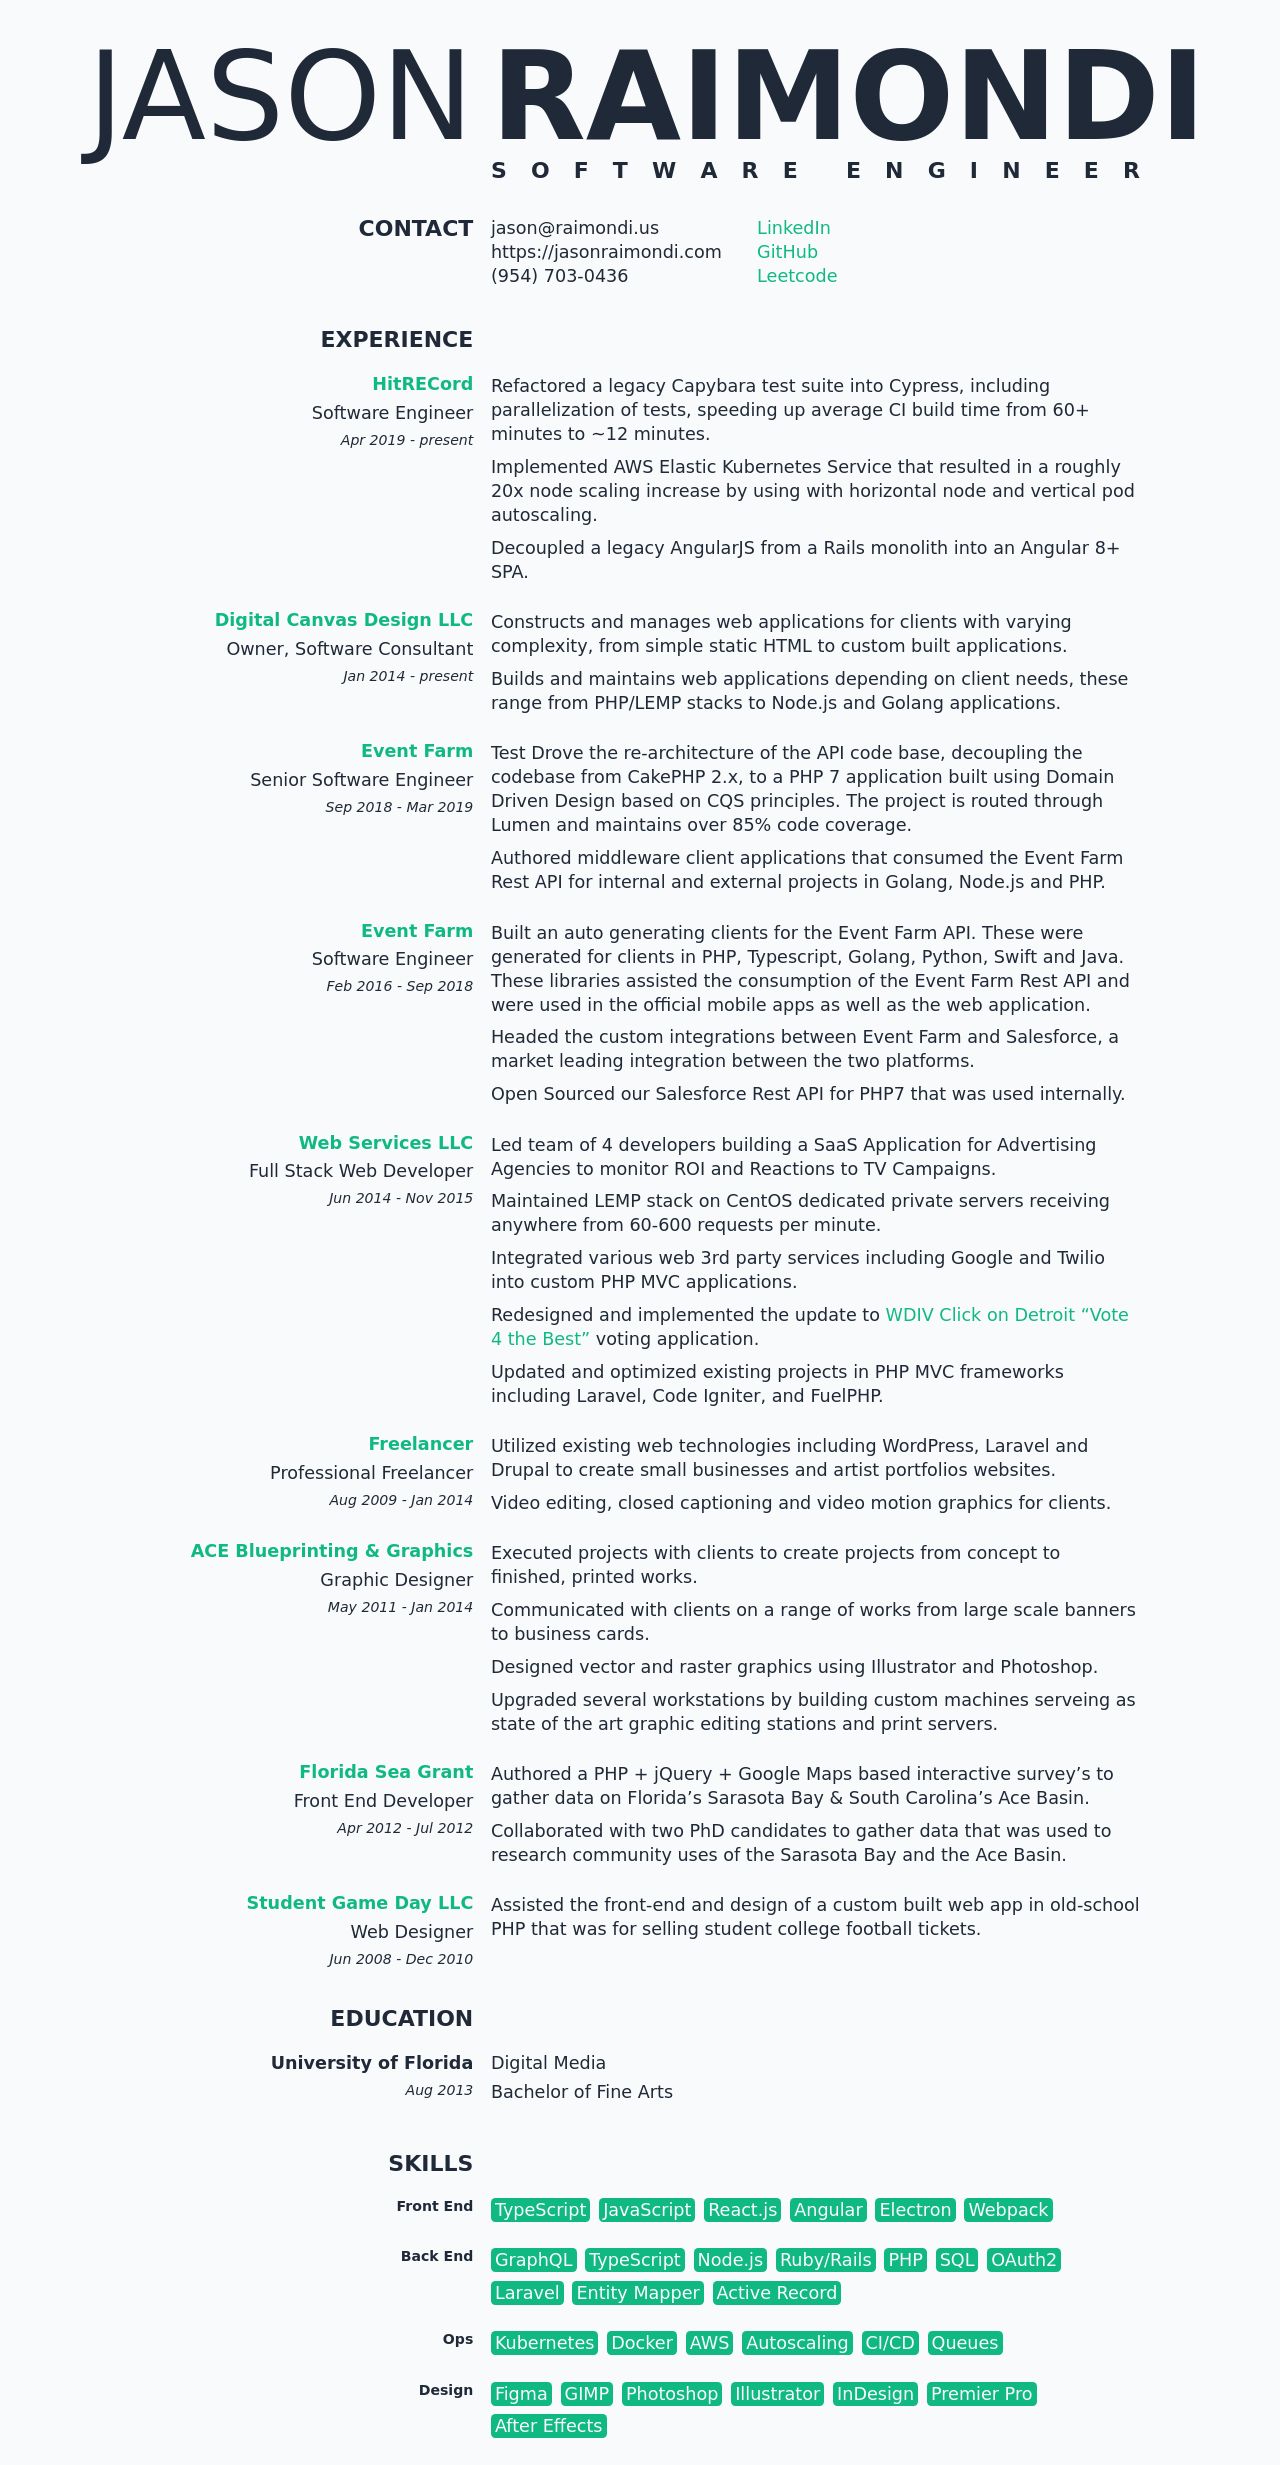 JASON RAIMONDI
SOFTWARE ENGINEER
CONTACT
jason@raimondi.us
https://jasonraimondi.com
(954) 703-0436
LinkedIn
GitHub
Leetcode
EXPERIENCE
HitRECord
Software Engineer
Apr 2019 - present
Refactored a legacy Capybara test suite into Cypress, including
parallelization of tests, speeding up average CI build time from 60+
minutes to ~12 minutes.
Implemented AWS Elastic Kubernetes Service that resulted in a roughly
20x node scaling increase by using with horizontal node and vertical pod
autoscaling.
Decoupled a legacy AngularJS from a Rails monolith into an Angular 8+
SPA.
Digital Canvas Design LLC
Owner, Software Consultant
Jan 2014 - present
Constructs and manages web applications for clients with varying
complexity, from simple static HTML to custom built applications.
Builds and maintains web applications depending on client needs, these
range from PHP/LEMP stacks to Node.js and Golang applications.
Event Farm
Senior Software Engineer
Sep 2018 - Mar 2019
Test Drove the re-architecture of the API code base, decoupling the
codebase from CakePHP 2.x, to a PHP 7 application built using Domain
Driven Design based on CQS principles. The project is routed through
Lumen and maintains over 85% code coverage.
Authored middleware client applications that consumed the Event Farm
Rest API for internal and external projects in Golang, Node.js and PHP.
Event Farm
Software Engineer
Feb 2016 - Sep 2018
Built an auto generating clients for the Event Farm API. These were
generated for clients in PHP, Typescript, Golang, Python, Swift and Java.
These libraries assisted the consumption of the Event Farm Rest API and
were used in the official mobile apps as well as the web application.
Headed the custom integrations between Event Farm and Salesforce, a
market leading integration between the two platforms.
Open Sourced our Salesforce Rest API for PHP7 that was used internally.
Web Services LLC
Full Stack Web Developer
Jun 2014 - Nov 2015
Led team of 4 developers building a SaaS Application for Advertising
Agencies to monitor ROI and Reactions to TV Campaigns.
Maintained LEMP stack on CentOS dedicated private servers receiving
anywhere from 60-600 requests per minute.
Integrated various web 3rd party services including Google and Twilio
into custom PHP MVC applications.
Redesigned and implemented the update to WDIV Click on Detroit “Vote
4 the Best” voting application.
Updated and optimized existing projects in PHP MVC frameworks
including Laravel, Code Igniter, and FuelPHP.
Freelancer
Professional Freelancer
Aug 2009 - Jan 2014
Utilized existing web technologies including WordPress, Laravel and
Drupal to create small businesses and artist portfolios websites.
Video editing, closed captioning and video motion graphics for clients.
ACE Blueprinting & Graphics
Graphic Designer
May 2011 - Jan 2014
Executed projects with clients to create projects from concept to
finished, printed works.
Communicated with clients on a range of works from large scale banners
to business cards.
Designed vector and raster graphics using Illustrator and Photoshop.
Upgraded several workstations by building custom machines serveing as
state of the art graphic editing stations and print servers.
Florida Sea Grant
Front End Developer
Apr 2012 - Jul 2012
Authored a PHP + jQuery + Google Maps based interactive survey’s to
gather data on Florida’s Sarasota Bay & South Carolina’s Ace Basin.
Collaborated with two PhD candidates to gather data that was used to
research community uses of the Sarasota Bay and the Ace Basin.
Student Game Day LLC
Web Designer
Jun 2008 - Dec 2010
Assisted the front-end and design of a custom built web app in old-school
PHP that was for selling student college football tickets.
EDUCATION
University of Florida
Aug 2013
Digital Media
Bachelor of Fine Arts
SKILLS
Front End
TypeScript JavaScript React.js Angular Electron Webpack
Back End
GraphQL TypeScript Node.js Ruby/Rails PHP SQL OAuth2
Laravel Entity Mapper Active Record
Ops
Kubernetes Docker AWS Autoscaling CI/CD Queues
Design
Figma GIMP Photoshop Illustrator InDesign Premier Pro
After Effects